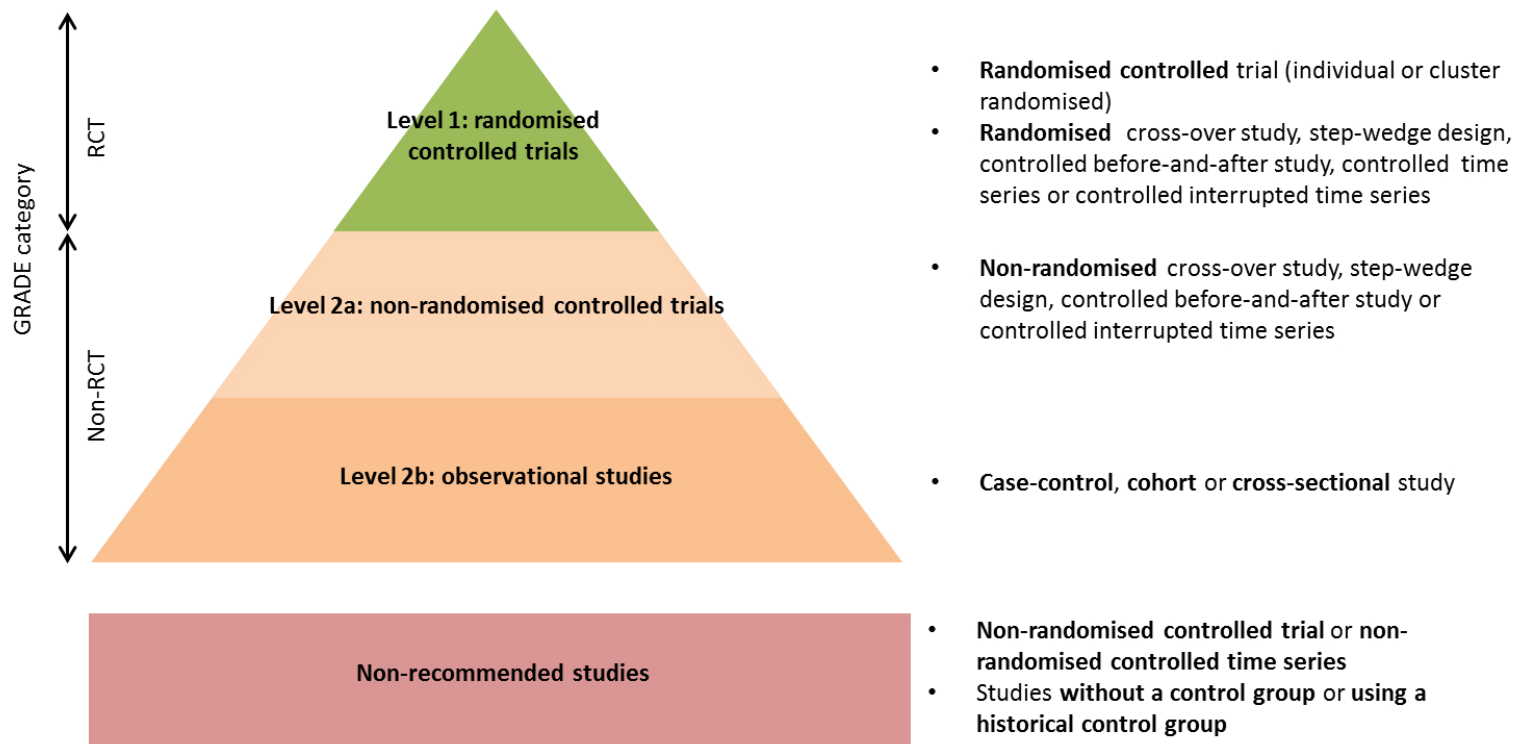 GRADE category
RCT
Non-RCT
Level 1: randomised
controlled trials
Level 2a: non-randomised controlled trials
Level 2b: observational studies
Non-recommended studies
• Randomised controlled trial (individual or cluster
randomised)
• Randomised cross-over study, step-wedge design,
controlled before-and-after study, controlled time
series or controlled interrupted time series
• Non-randomised cross-over study, step-wedge
design, controlled before-and-after study or
controlled interrupted time series
• Case-control, cohort or cross-sectional study
• Non-randomised controlled trial or non-
randomised controlled time series
• Studies without a control group or using a
historical control group